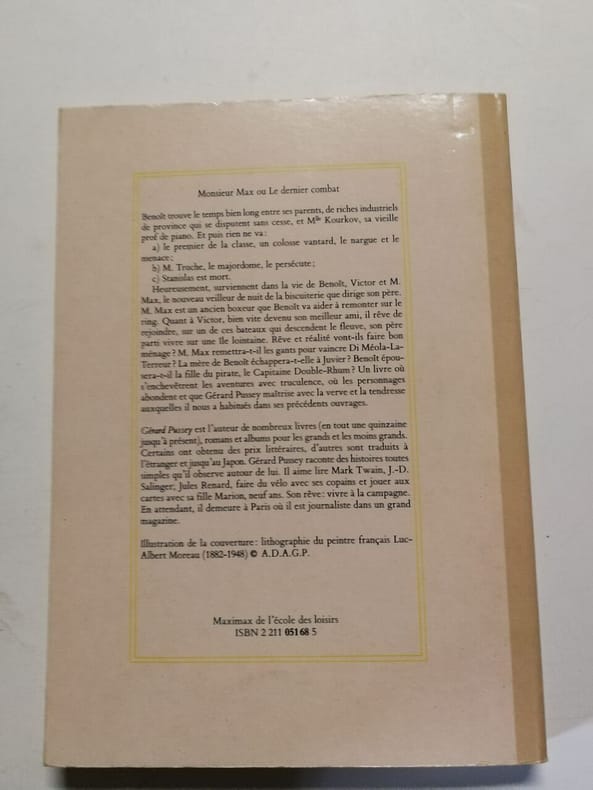 Monsieur Max ou Le dernier combat
Benoît trouve le temps bien long entre ses parents, de riches industriels
de province qui se disputent sans cesse, et Mlle Kourkov, sa vieille
prof de piano. Et puis rien ne va :
a) le premier de la classe, un colosse vantard, le nargue et le
menace ;
b) M. Truche, le majordome, le persécute ;
c) Stanislas est mort.
Heureusement, surviennent dans la vie de Benoît, Victor et M.
Max, le nouveau veilleur de nuit de la biscuiterie que dirige son père.
M. Max est un ancien boxeur que Benoît va aider à remonter sur le
ring. Quant à Victor, bien vite devenu son meilleur ami, il rêve de
rejoindre, sur un de ces bateaux qui descendent le fleuve, son père
parti vivre sur une île lointaine. Rêve et réalité vont-ils faire bon
ménage ? M. Max remettra-t-il les gants pour vaincre Di Méola-La-
Terreur ? La mère de Benoît échappera-t-elle à Juvier ? Benoît épou-
sera-t-il la fille du pirate, le Capitaine Double-Rhum ? Un livre où
s'enchevêtrent les aventures avec truculence, où les personnages
abondent et que Gérard Pussey maîtrise avec la verve et la tendresse
auxquelles il nous a habitués dans ses précédents ouvrages.
Gérard Pussey est l'auteur de nombreux livres (en tout une quinzaine
jusqu'à présent), romans et albums pour les grands et les moins grands.
Certains ont obtenu des prix littéraires, d'autres sont traduits à
l'étranger et jusqu'au Japon. Gérard Pussey raconte des histoires toutes
simples qu'il observe autour de lui. Il aime lire Mark Twain, J.-D.
Salinger, Jules Renard, faire du vélo avec ses copains et jouer aux
cartes avec sa fille Marion, neuf ans. Son rêve : vivre à la campagne.
En attendant, il demeure à Paris où il est journaliste dans un grand
magazine.
Illustration de la couverture : lithographie du peintre français Luc-
Albert Moreau (1882-1948) © A.D.A.G.P.
Maximax de l'école des loisirs
ISBN 2 211 05168 5